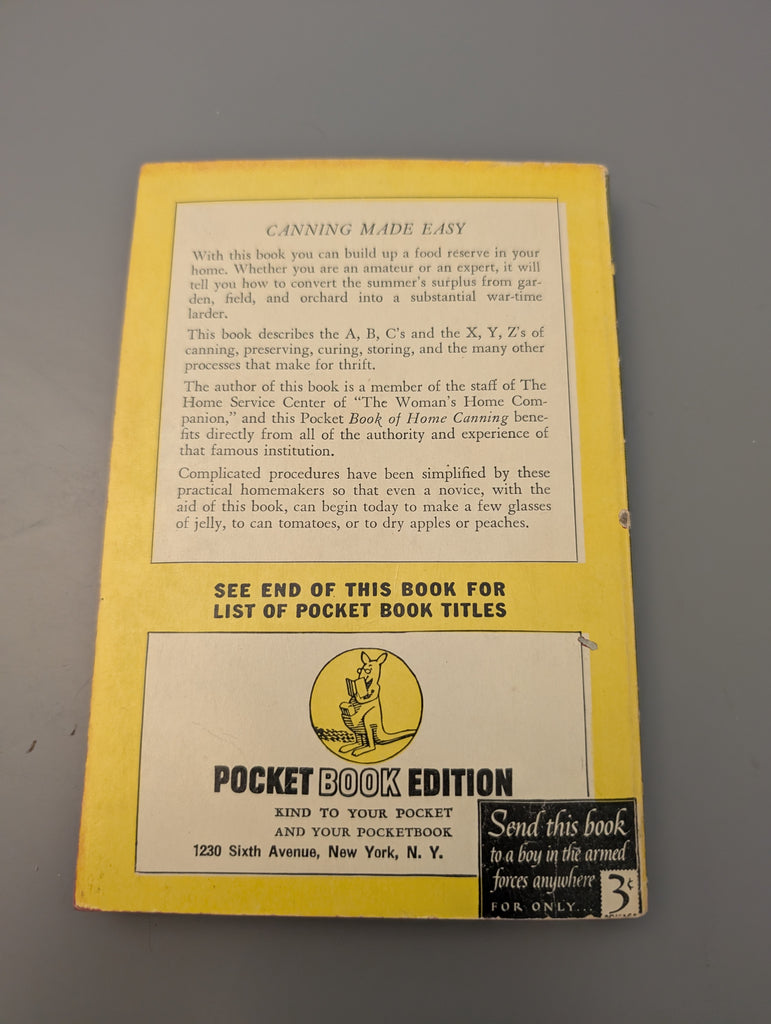 CANNING MADE EASY
With this book you can build up a food reserve in your
home. Whether you are an amateur or an expert, it will
tell you how to convert the summer's surplus from gar-
den, field, and orchard into a substantial war-time
larder.
This book describes the A, B, C's and the X, Y, Z's of
canning, preserving, curing, storing, and the many other
processes that make for thrift.
The author of this book is a member of the staff of The
Home Service Center of "The Woman's Home Com-
panion," and this Pocket Book of Home Canning bene-
fits directly from all of the authority and experience of
that famous institution.
Complicated procedures have been simplified by these
practical homemakers so that even a novice, with the
aid of this book, can begin today to make a few glasses
of jelly, to can tomatoes, or to dry apples or peaches.
SEE END OF THIS BOOK FOR
LIST OF POCKET BOOK TITLES
POCKET BOOK EDITION
KIND TO YOUR POCKET
AND YOUR POCKETBOOK
1230 Sixth Avenue, New York, N. Y.
Send this book
to a boy in the armed
forces anywhere
FOR ONLY... 3¢